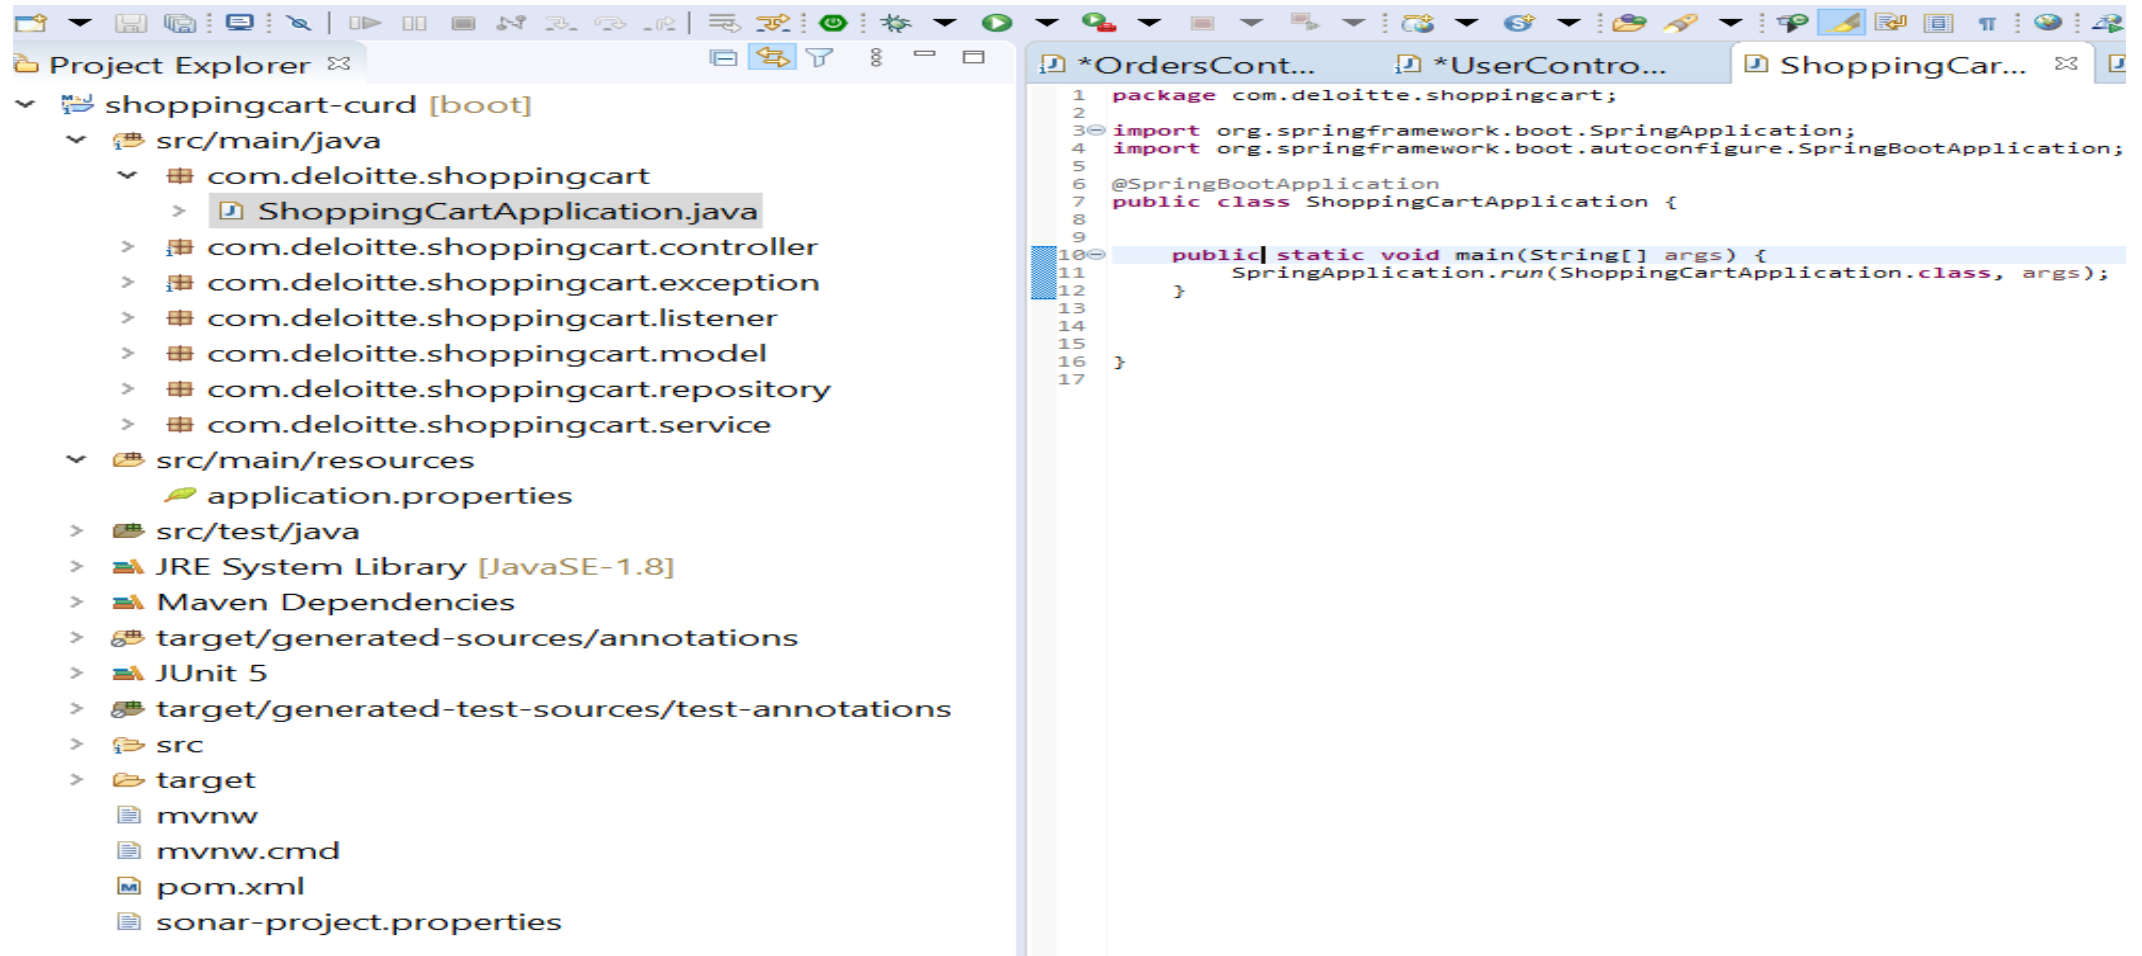 Project Explorer
shoppingcart-curd [boot]
src/main/java
com.deloitte.shoppingcart
ShoppingCartApplication.java
com.deloitte.shoppingcart.controller
com.deloitte.shoppingcart.exception
com.deloitte.shoppingcart.listener
com.deloitte.shoppingcart.model
com.deloitte.shoppingcart.repository
com.deloitte.shoppingcart.service
src/main/resources
application.properties
src/test/java
JRE System Library [JavaSE-1.8]
Maven Dependencies
target/generated-sources/annotations
JUnit 5
target/generated-test-sources/test-annotations
src
target
mvnw
mvnw.cmd
pom.xml
sonar-project.properties
*OrdersCont... *UserContro... ShoppingCar...
1 package com.deloitte.shoppingcart;
2
3 import org.springframework.boot.SpringApplication;
4 import org.springframework.boot.autoconfigure.SpringBootApplication;
5
6 @SpringBootApplication
7 public class ShoppingCartApplication {
8
9
10 public static void main(String[] args) {
11 SpringApplication.run(ShoppingCartApplication.class, args);
12 }
13
14
15
16 }
17